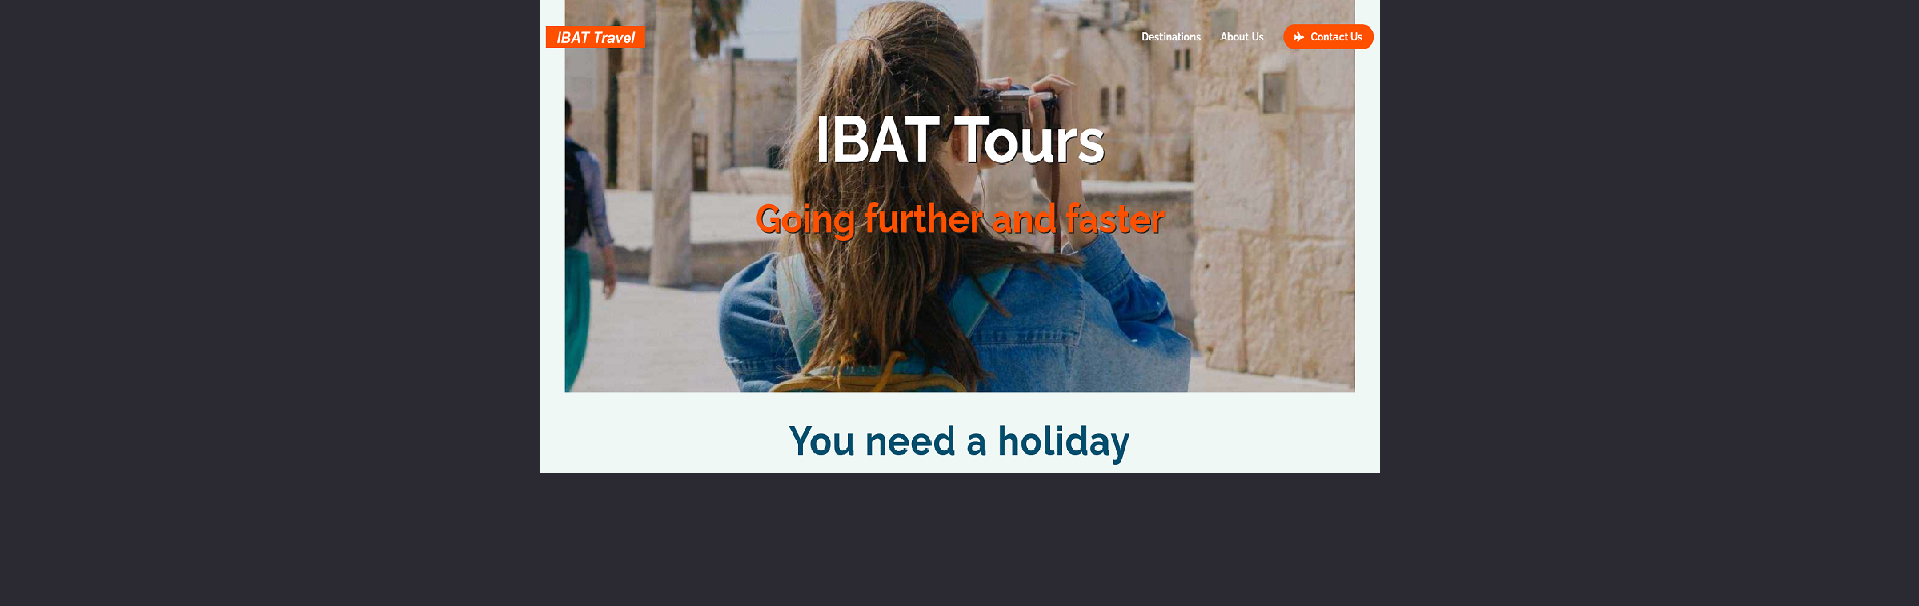 IBAT Travel
Destinations
About Us
Contact Us
IBAT Tours
Going further and faster
You need a holiday